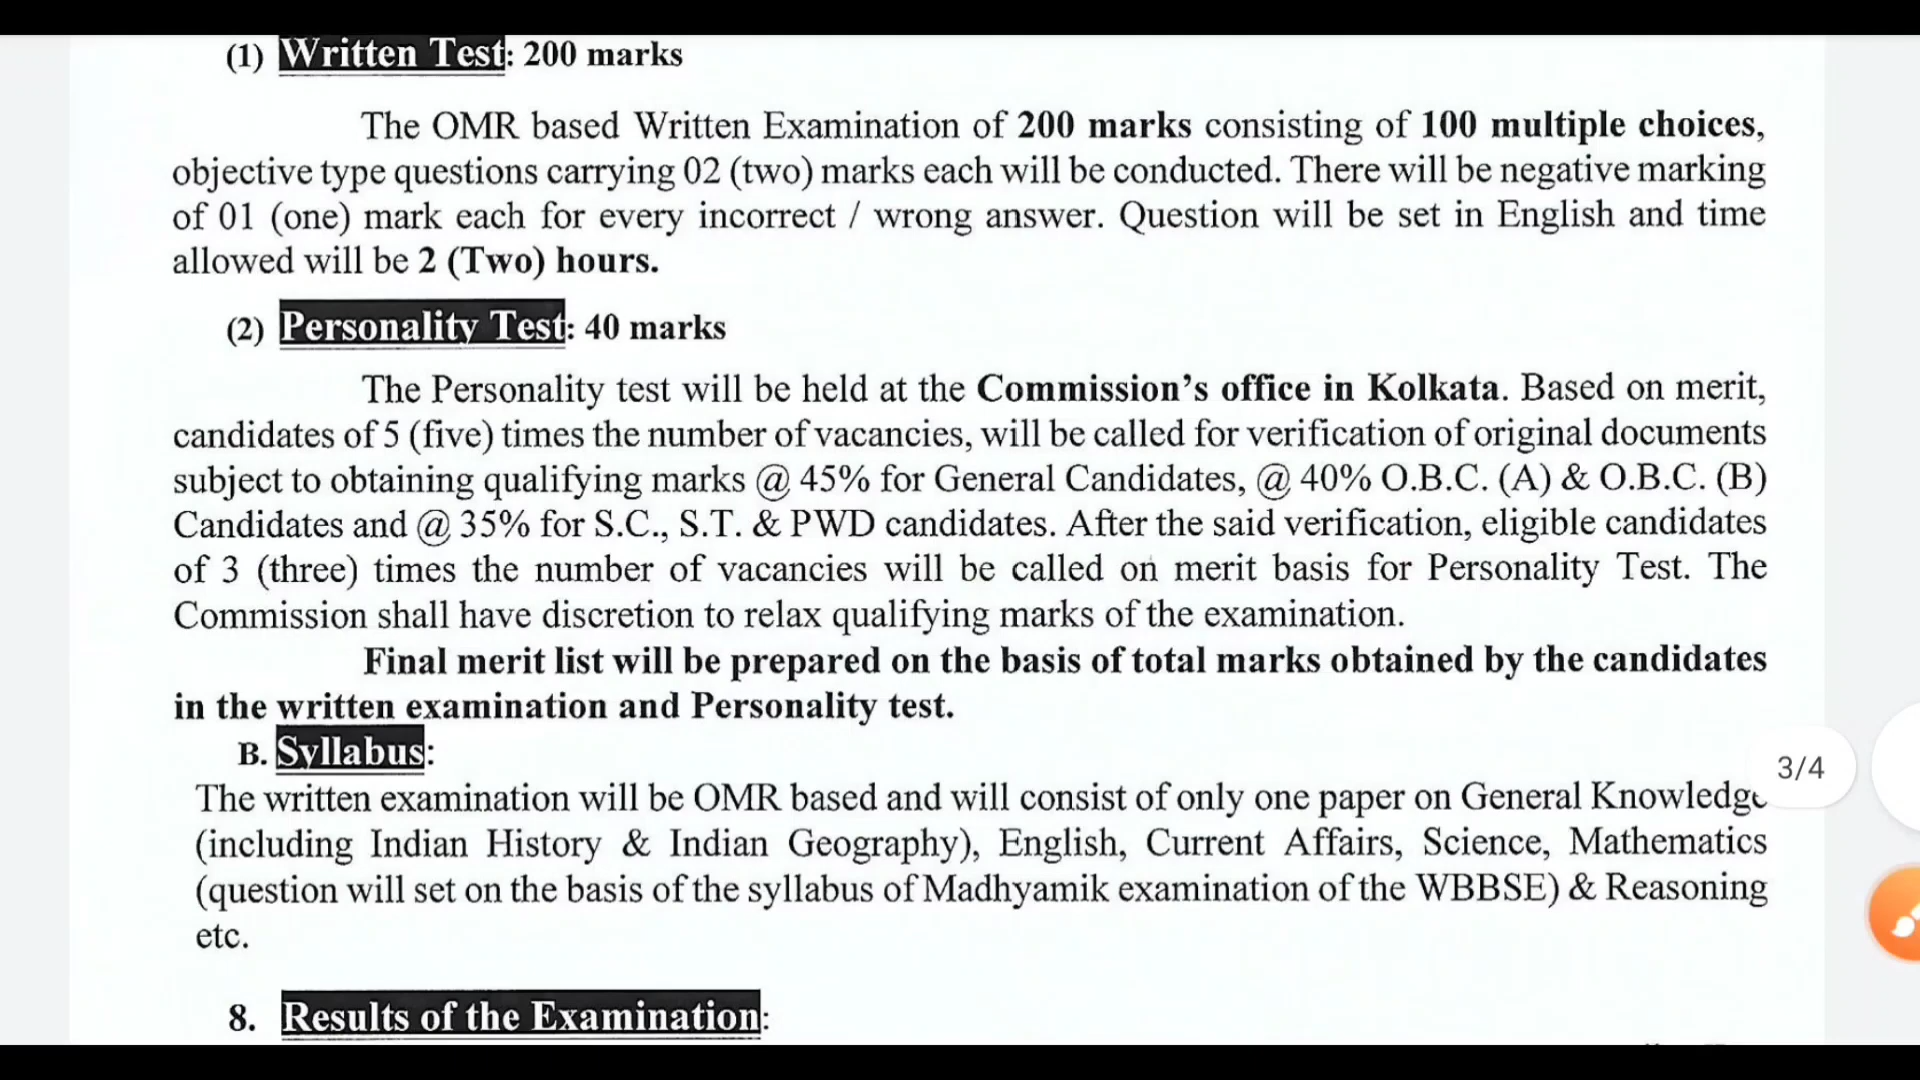 (1) Written Test: 200 marks
The OMR based Written Examination of 200 marks consisting of 100 multiple choices,
objective type questions carrying 02 (two) marks each will be conducted. There will be negative marking
of 01 (one) mark each for every incorrect / wrong answer. Question will be set in English and time
allowed will be 2 (Two) hours.
(2) Personality Test: 40 marks
The Personality test will be held at the Commission's office in Kolkata. Based on merit,
candidates of 5 (five) times the number of vacancies, will be called for verification of original documents
subject to obtaining qualifying marks @ 45% for General Candidates, @ 40% O.B.C. (A) & O.B.C. (B)
Candidates and @ 35% for S.C., S.T. & PWD candidates. After the said verification, eligible candidates
of 3 (three) times the number of vacancies will be called on merit basis for Personality Test. The
Commission shall have discretion to relax qualifying marks of the examination.
Final merit list will be prepared on the basis of total marks obtained by the candidates
in the written examination and Personality test.
B. Syllabus:
3/4
The written examination will be OMR based and will consist of only one paper on General Knowledge
(including Indian History & Indian Geography), English, Current Affairs, Science, Mathematics
(question will set on the basis of the syllabus of Madhyamik examination of the WBBSE) & Reasoning
etc.
8. Results of the Examination: